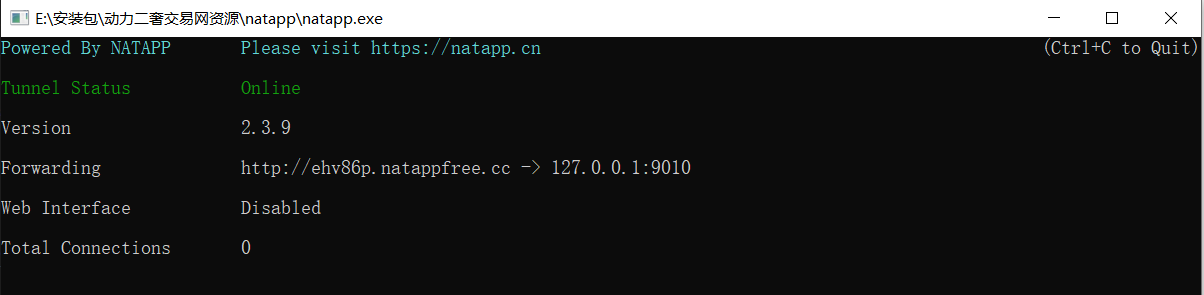 E:\安装包\动力二奢交易网资源\natapp\natapp.exe
Powered By NATAPP Please visit https://natapp.cn (Ctrl+C to Quit)
Tunnel Status Online
Version 2.3.9
Forwarding http://ehv86p.natappfree.cc -> 127.0.0.1:9010
Web Interface Disabled
Total Connections 0